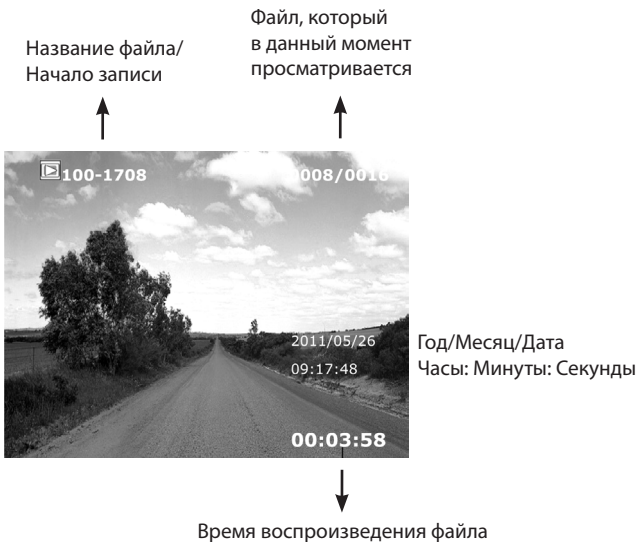 Файл, который
в данный момент
просматривается
Название файла/
Начало записи
100-1708
0008/0016
2011/05/26
09:17:48
Год/Месяц/Дата
Часы: Минуты: Секунды
00:03:58
Время воспроизведения файла